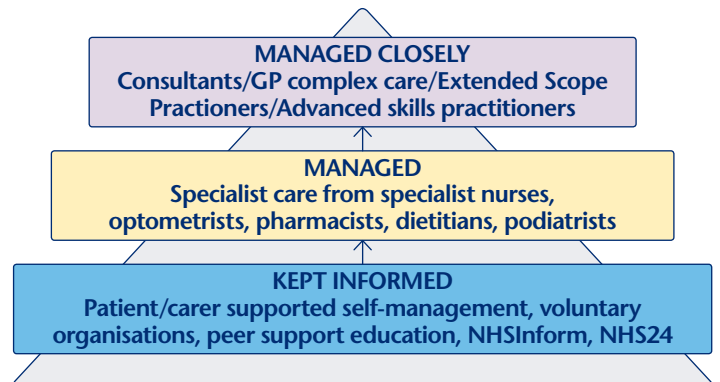 MANAGED CLOSELY
Consultants/GP complex care/Extended Scope
Practioners/Advanced skills practitioners
MANAGED
Specialist care from specialist nurses,
optometrists, pharmacists, dietitians, podiatrists
KEPT INFORMED
Patient/carer supported self-management, voluntary
organisations, peer support education, NHSInform, NHS24